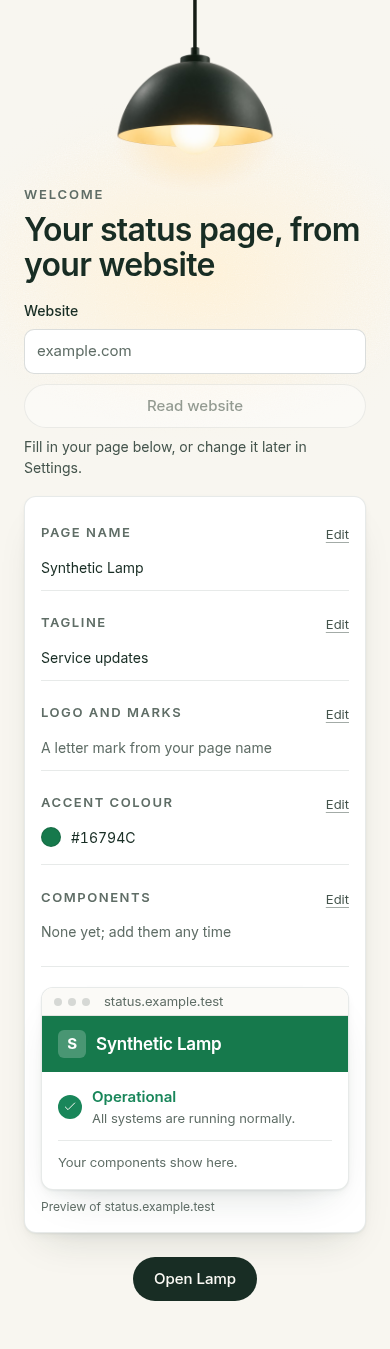 WELCOME
Your status page, from
your website
Website
example.com
Read website
Fill in your page below, or change it later in
Settings.
PAGE NAME
Edit
Synthetic Lamp
TAGLINE
Edit
Service updates
LOGO AND MARKS
Edit
A letter mark from your page name
ACCENT COLOUR
Edit
#16794C
COMPONENTS
Edit
None yet; add them any time
status.example.test
S
Synthetic Lamp
Operational
All systems are running normally.
Your components show here.
Preview of status.example.test
Open Lamp